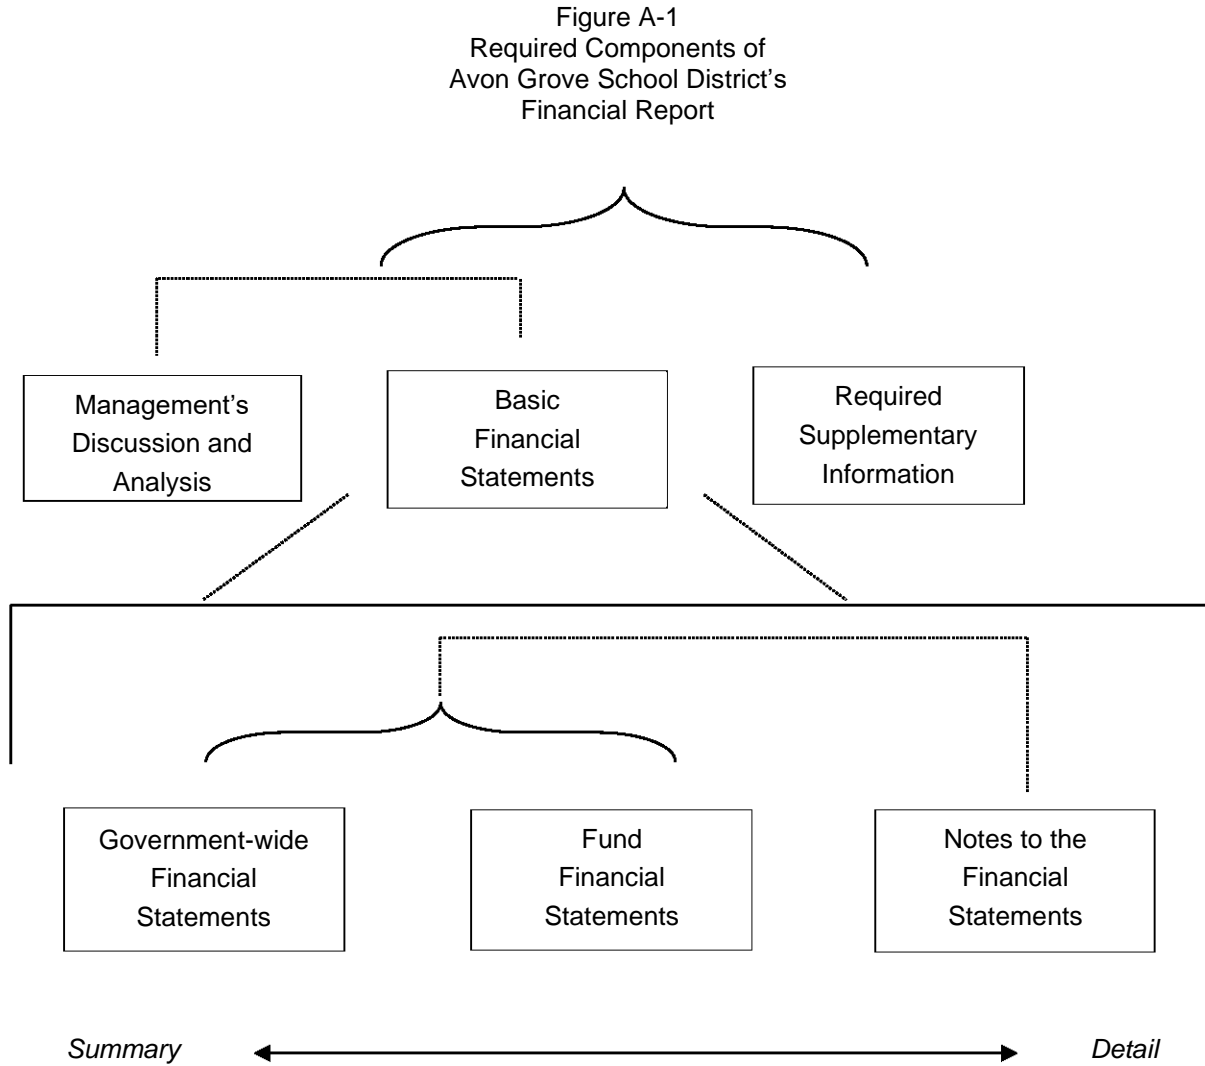 Figure A-1
Required Components of
Avon Grove School District’s
Financial Report
Management’s
Discussion and
Analysis
Basic
Financial
Statements
Required
Supplementary
Information
Government-wide
Financial
Statements
Fund
Financial
Statements
Notes to the
Financial
Statements
Summary
Detail